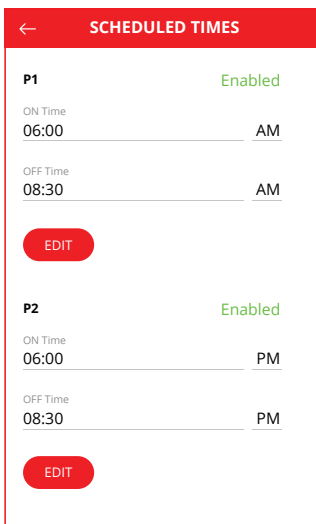 SCHEDULED TIMES
P1 Enabled
ON Time
06:00 AM
OFF Time
08:30 AM
EDIT
P2 Enabled
ON Time
06:00 PM
OFF Time
08:30 PM
EDIT